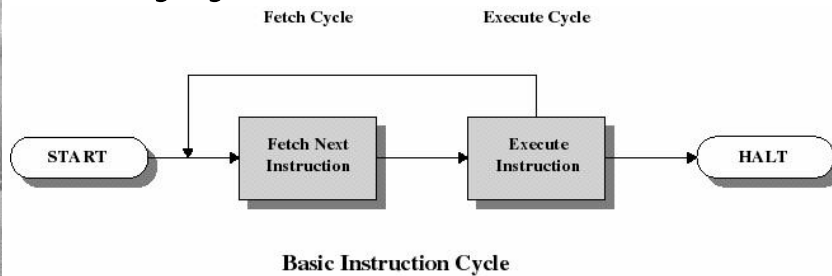 Fetch Cycle Execute Cycle
START
Fetch Next
Instruction
Execute
Instruction
HALT
Basic Instruction Cycle